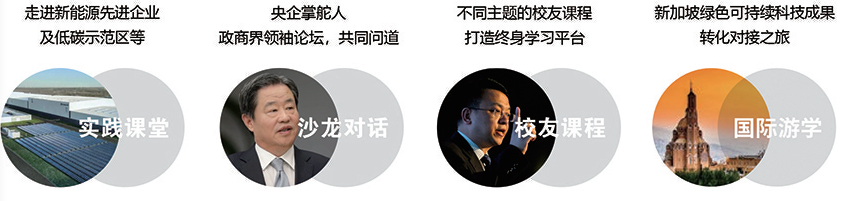 走进新能源先进企业
及低碳示范区等
实践课堂
央企掌舵人
政商界领袖论坛，共同问道
沙龙对话
不同主题的校友课程
打造终身学习平台
校友课程
新加坡绿色可持续科技成果
转化对接之旅
国际游学